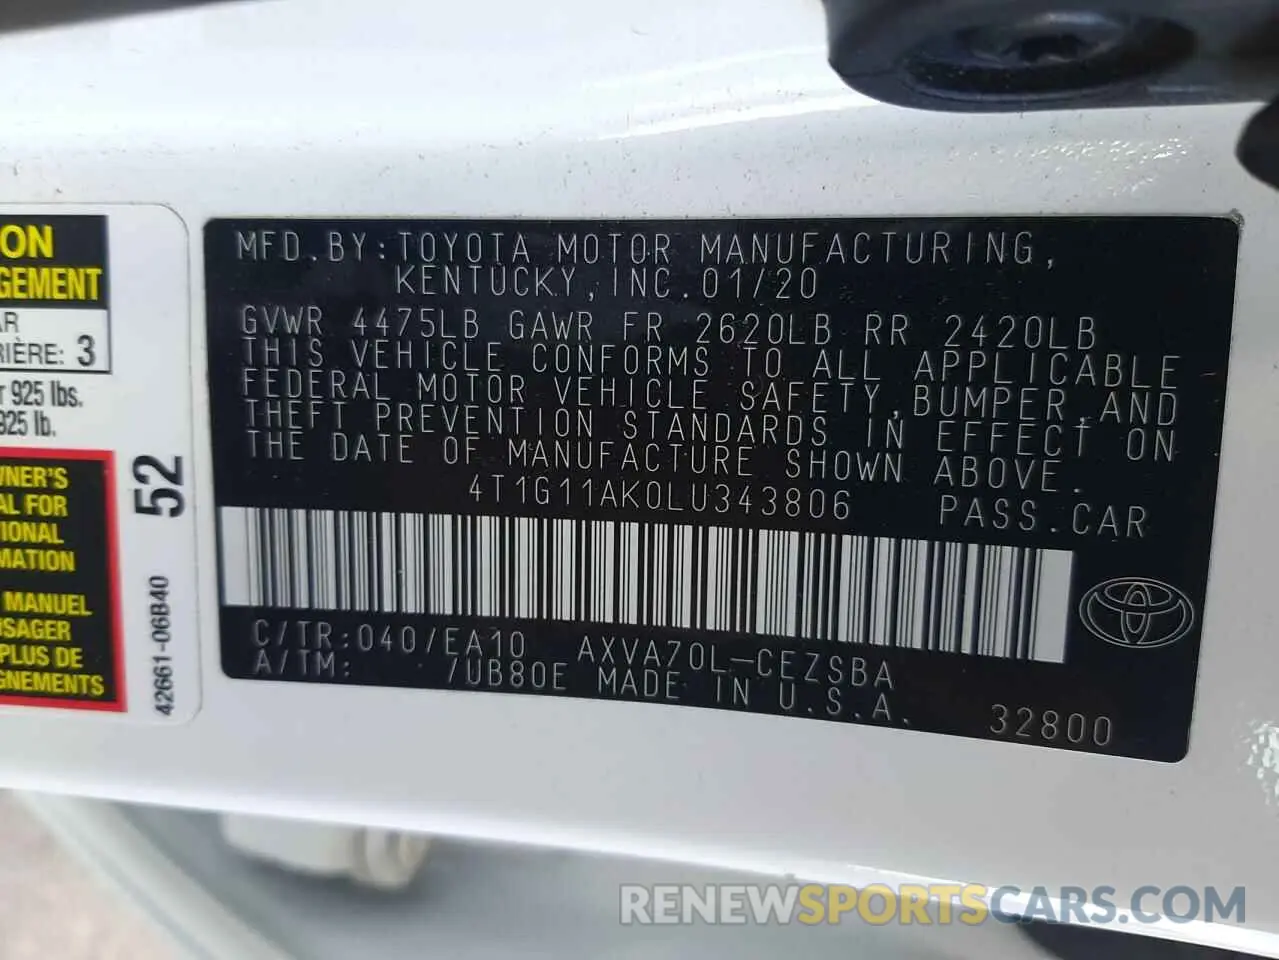 ON
GEMENT
AR
RIÈRE: 3
r 925 lbs.
925 lb.
NER'S
AL FOR
IONAL
MATION
MANUEL
SAGER
PLUS DE
GNEMENTS
52
42661-06B40
MFD.BY:TOYOTA MOTOR MANUFACTURING,
KENTUCKY,INC.01/20
GVWR 4475LB GAWR FR 2620LB RR 2420LB
THIS VEHICLE CONFORMS TO ALL APPLICABLE
FEDERAL MOTOR VEHICLE SAFETY,BUMPER,AND
THEFT PREVENTION STANDARDS IN EFFECT ON
THE DATE OF MANUFACTURE SHOWN ABOVE.
4T1G11AK0LU343806 PASS.CAR
C/TR:040/EA10 AXVA70L-CEZSBA
A/TM: /UB80E MADE IN U.S.A.
32800
RENEWSPORTSCARS.COM